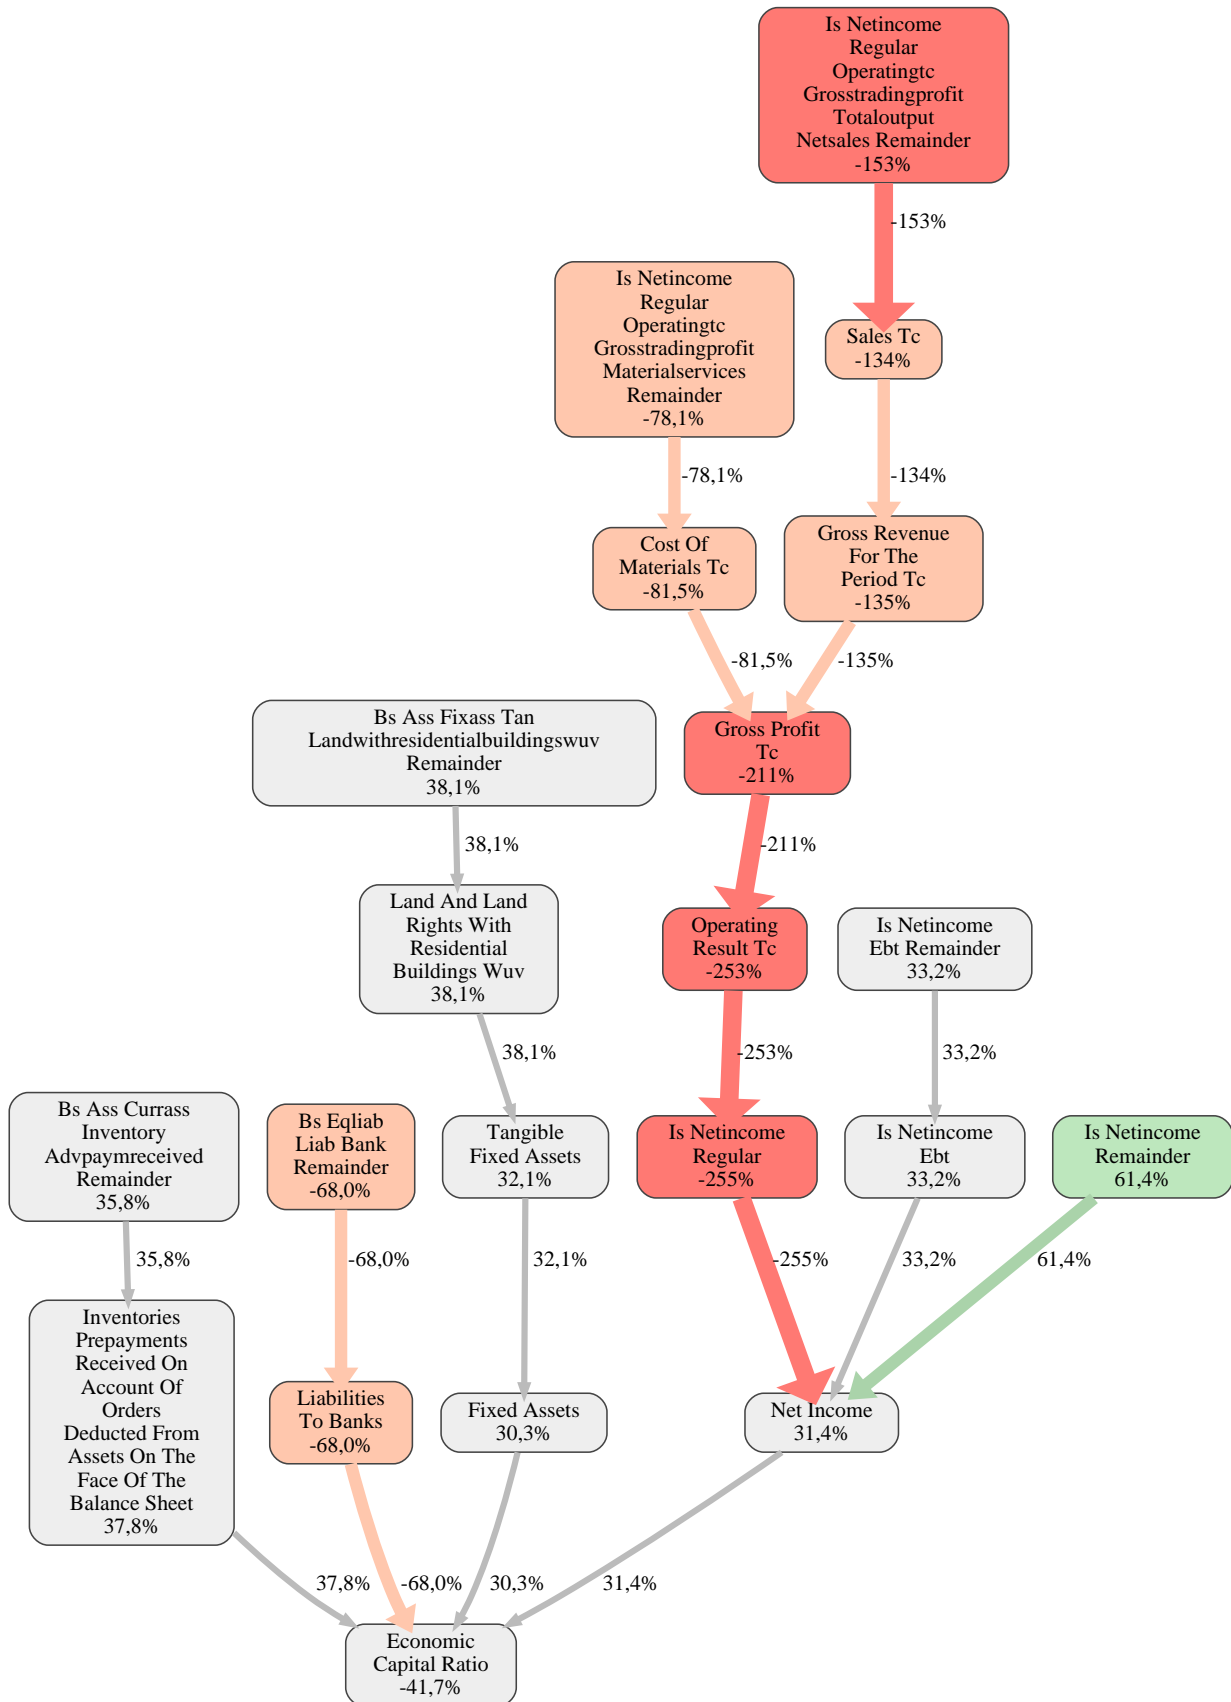 Is Netincome
Regular
Operatingtc
Grosstradingprofit
Totaloutput
Netsales Remainder
-153%
-153%
Is Netincome
Regular
Operatingtc
Grosstradingprofit
Materialservices
Remainder
-78,1%
Sales Tc
-134%
-78,1%
-134%
Cost Of
Materials Tc
-81,5%
Gross Revenue
For The
Period Tc
-135%
-81,5%
-135%
Bs Ass Fixass Tan
Landwithresidentialbuildingswuv
Remainder
38,1%
Gross Profit
Tc
-211%
38,1%
-211%
Land And Land
Rights With
Residential
Buildings Wuv
38,1%
Operating
Result Tc
-253%
Is Netincome
Ebt Remainder
33,2%
38,1%
-253%
33,2%
Bs Ass Currass
Inventory
Advpaymreceived
Remainder
35,8%
Bs Eqliab
Liab Bank
Remainder
-68,0%
Tangible
Fixed Assets
32,1%
Is Netincome
Regular
-255%
Is Netincome
Ebt
33,2%
Is Netincome
Remainder
61,4%
35,8%
-68,0%
32,1%
-255%
33,2%
61,4%
Inventories
Prepayments
Received On
Account Of
Orders
Deducted From
Assets On The
Face Of The
Balance Sheet
37,8%
Liabilities
To Banks
-68,0%
Fixed Assets
30,3%
Net Income
31,4%
37,8%
-68,0%
30,3%
31,4%
Economic
Capital Ratio
-41,7%